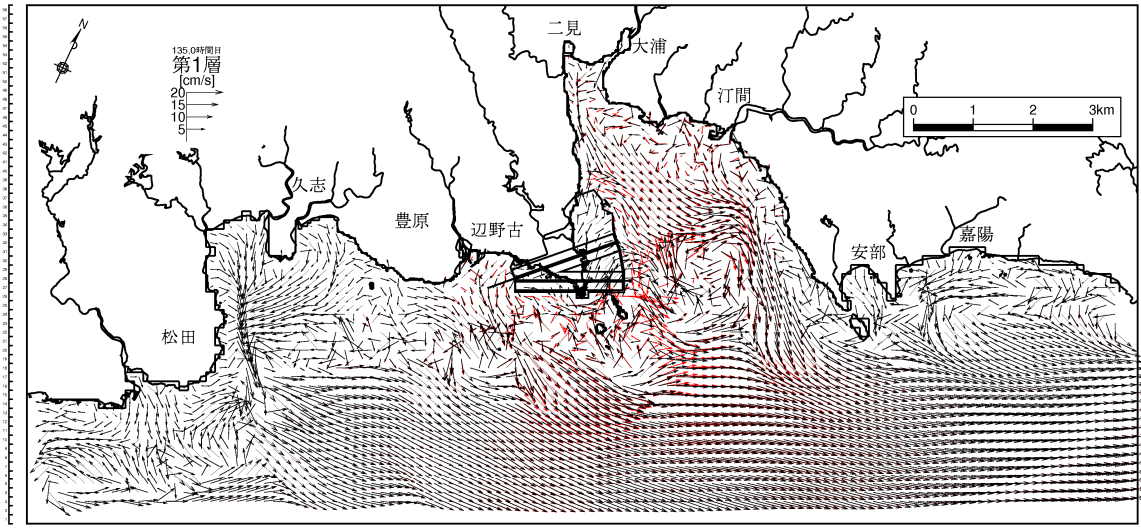 N
135.0時間目
第1層
[cm/s]
20
15
10
5
二見
大浦
汀間
0 1 2 3km
久志
豊原
辺野古
安部
嘉陽
松田